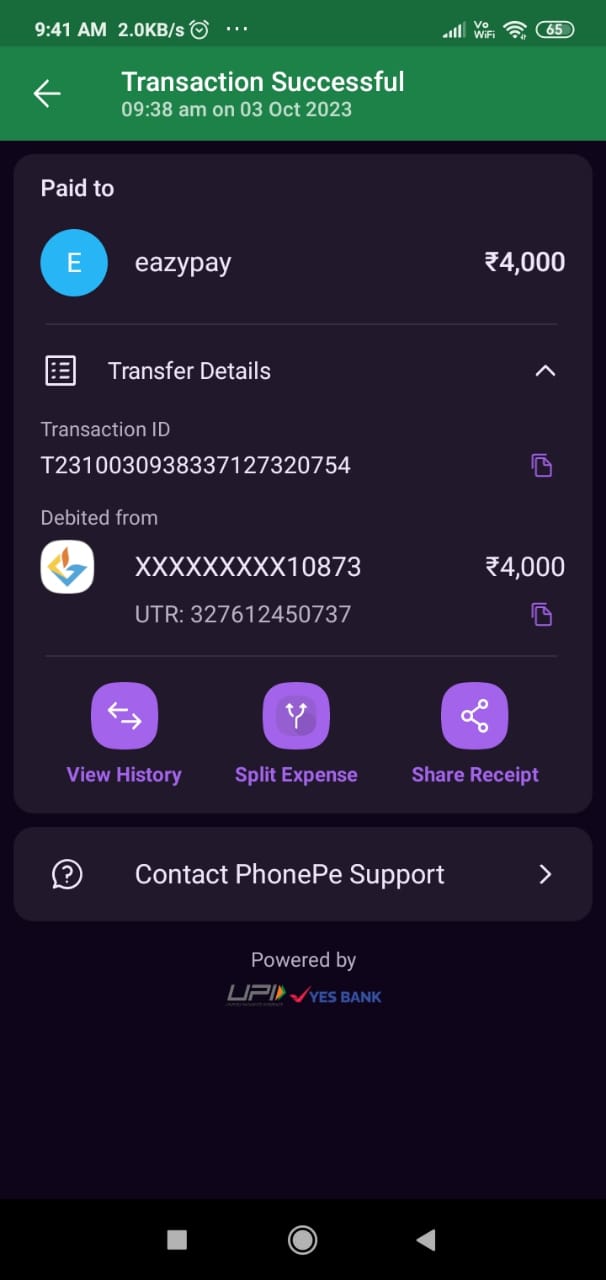 9:41 AM 2.0KB/s ...
Vo
WiFi
65
Transaction Successful
09:38 am on 03 Oct 2023
Paid to
E eazypay ₹4,000
Transfer Details
Transaction ID
T2310030938337127320754
Debited from
XXXXXXXXX10873 ₹4,000
UTR: 327612450737
View History Split Expense Share Receipt
Contact PhonePe Support
Powered by
UPI YES BANK